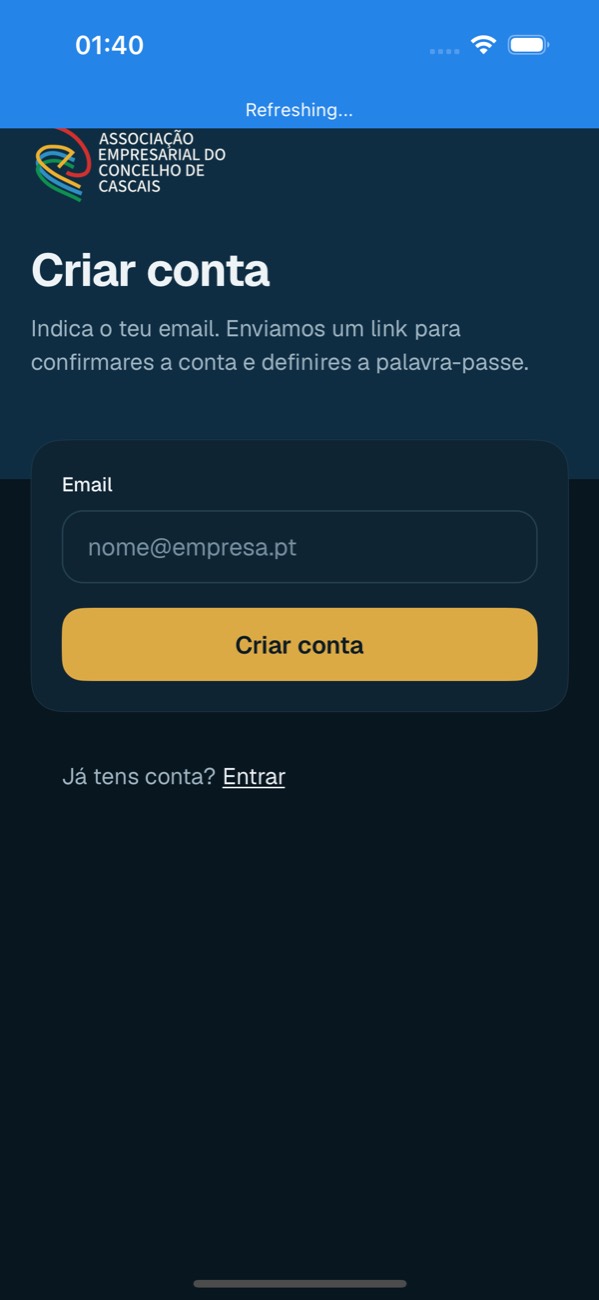 01:40
Refreshing...
ASSOCIAÇÃO
EMPRESARIAL DO
CONCELHO DE
CASCAIS
Criar conta
Indica o teu email. Enviamos um link para
confirmares a conta e definires a palavra-passe.
Email
nome@empresa.pt
Criar conta
Já tens conta? Entrar